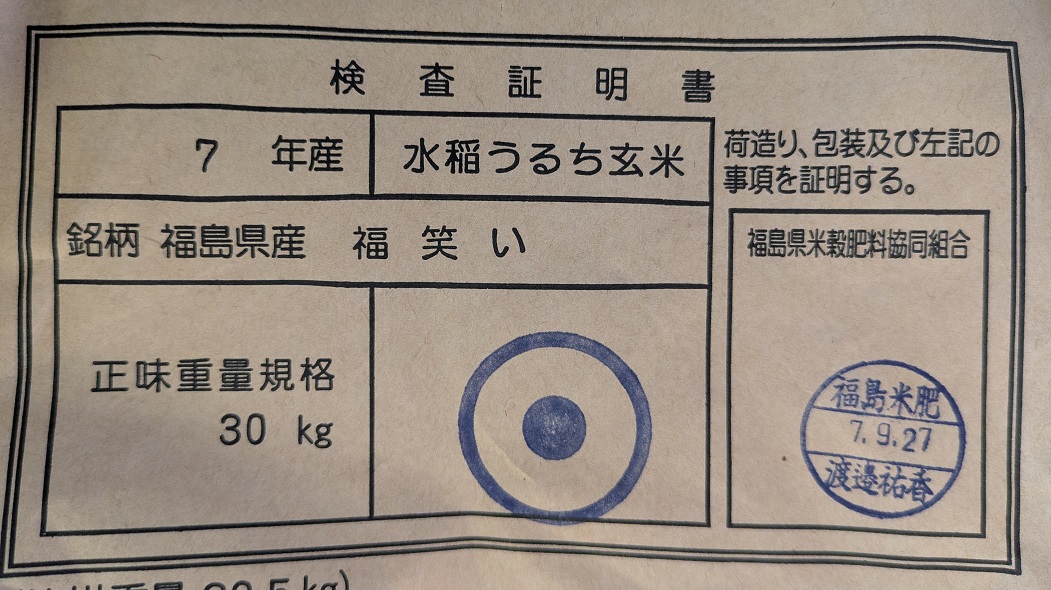 検査証明書
7 年産
水稲うるち玄米
荷造り、包装及び左記の
事項を証明する。
銘柄 福島県産 福笑い
福島県米穀肥料協同組合
正味重量規格
30 kg
福島米肥
7.9.27
渡邉祐香